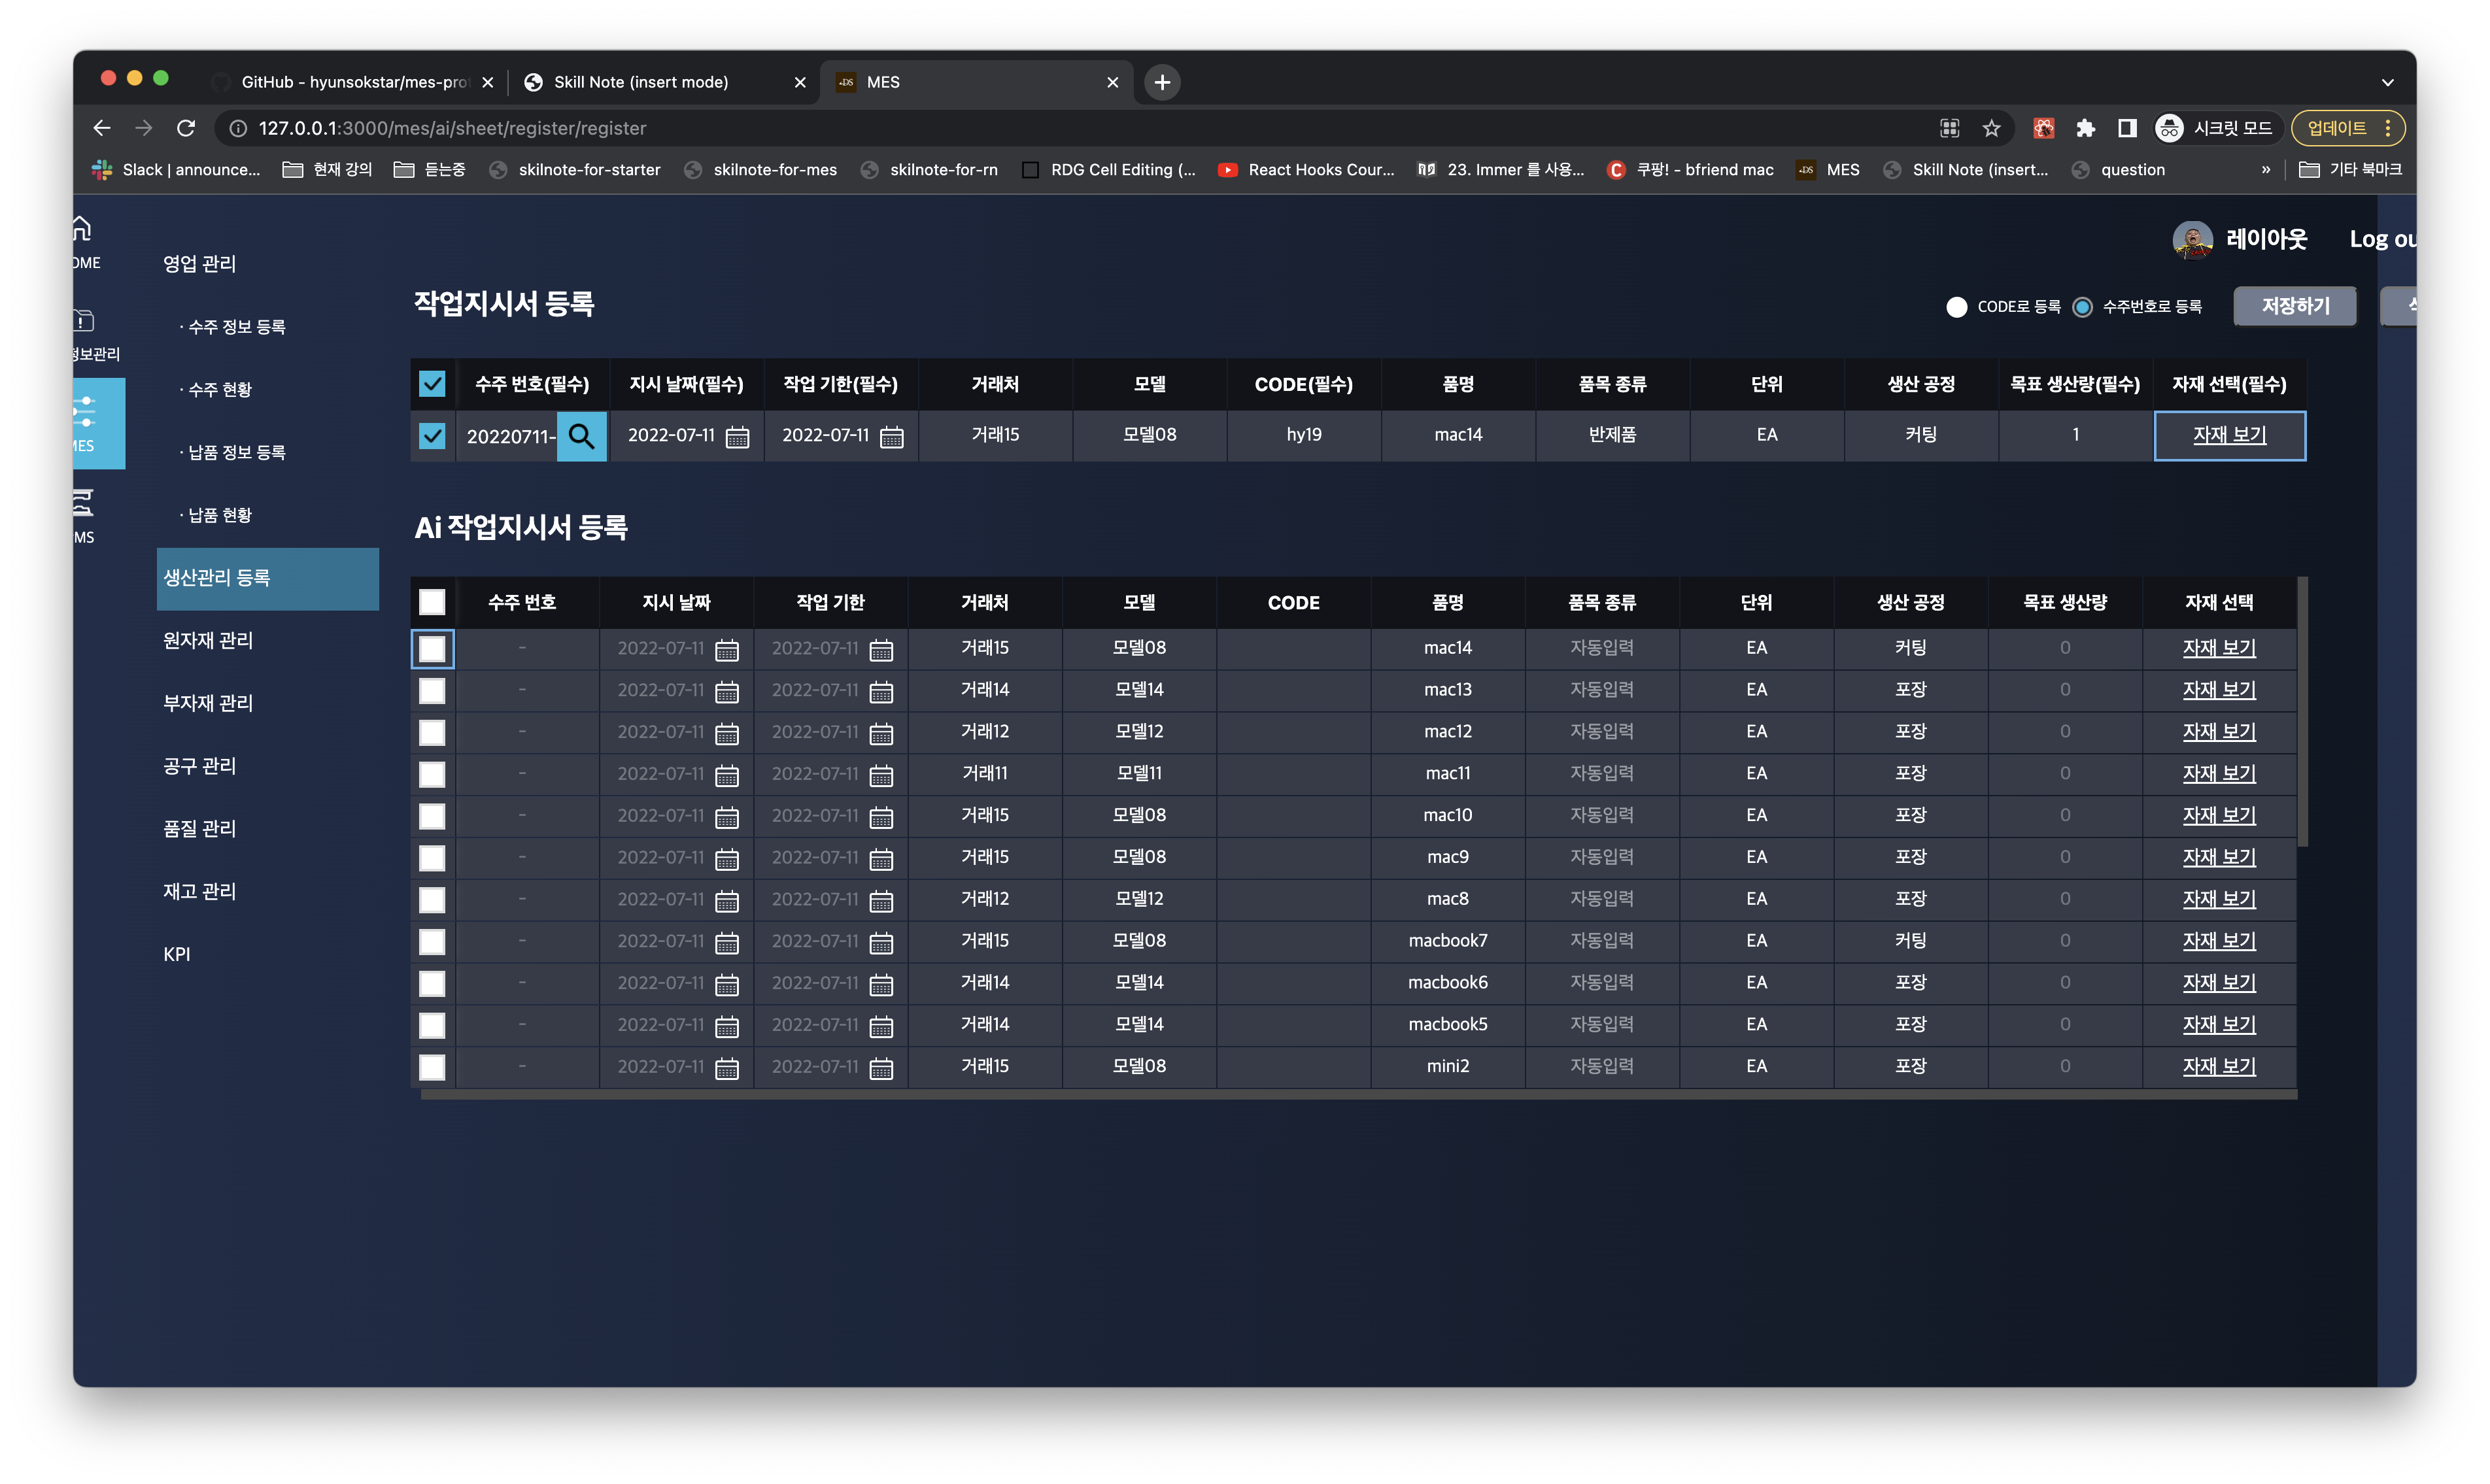 GitHub - hyunsokstar/mes-pro
Skill Note (insert mode)
MES
127.0.0.1:3000/mes/ai/sheet/register/register
시크릿 모드
업데이트
Slack | announce...
현재 강의
듣는중
skilnote-for-starter
skilnote-for-mes
skilnote-for-rn
RDG Cell Editing (...
React Hooks Cour...
23. Immer 를 사용...
쿠팡! - bfriend mac
MES
Skill Note (insert...
question
»
기타 북마크
OME
정보관리
MES
MS
영업 관리
· 수주 정보 등록
· 수주 현황
· 납품 정보 등록
· 납품 현황
생산관리 등록
원자재 관리
부자재 관리
공구 관리
품질 관리
재고 관리
KPI
레이아웃
Log ou
작업지시서 등록
CODE로 등록 수주번호로 등록 저장하기
수주 번호(필수) 지시 날짜(필수) 작업 기한(필수) 거래처 모델 CODE(필수) 품명 품목 종류 단위 생산 공정 목표 생산량(필수) 자재 선택(필수)
20220711- 2022-07-11 2022-07-11 거래15 모델08 hy19 mac14 반제품 EA 커팅 1 자재 보기
Ai 작업지시서 등록
수주 번호 지시 날짜 작업 기한 거래처 모델 CODE 품명 품목 종류 단위 생산 공정 목표 생산량 자재 선택
- 2022-07-11 2022-07-11 거래15 모델08 mac14 자동입력 EA 커팅 0 자재 보기
- 2022-07-11 2022-07-11 거래14 모델14 mac13 자동입력 EA 포장 0 자재 보기
- 2022-07-11 2022-07-11 거래12 모델12 mac12 자동입력 EA 포장 0 자재 보기
- 2022-07-11 2022-07-11 거래11 모델11 mac11 자동입력 EA 포장 0 자재 보기
- 2022-07-11 2022-07-11 거래15 모델08 mac10 자동입력 EA 포장 0 자재 보기
- 2022-07-11 2022-07-11 거래15 모델08 mac9 자동입력 EA 포장 0 자재 보기
- 2022-07-11 2022-07-11 거래12 모델12 mac8 자동입력 EA 포장 0 자재 보기
- 2022-07-11 2022-07-11 거래15 모델08 macbook7 자동입력 EA 커팅 0 자재 보기
- 2022-07-11 2022-07-11 거래14 모델14 macbook6 자동입력 EA 포장 0 자재 보기
- 2022-07-11 2022-07-11 거래14 모델14 macbook5 자동입력 EA 포장 0 자재 보기
- 2022-07-11 2022-07-11 거래15 모델08 mini2 자동입력 EA 포장 0 자재 보기